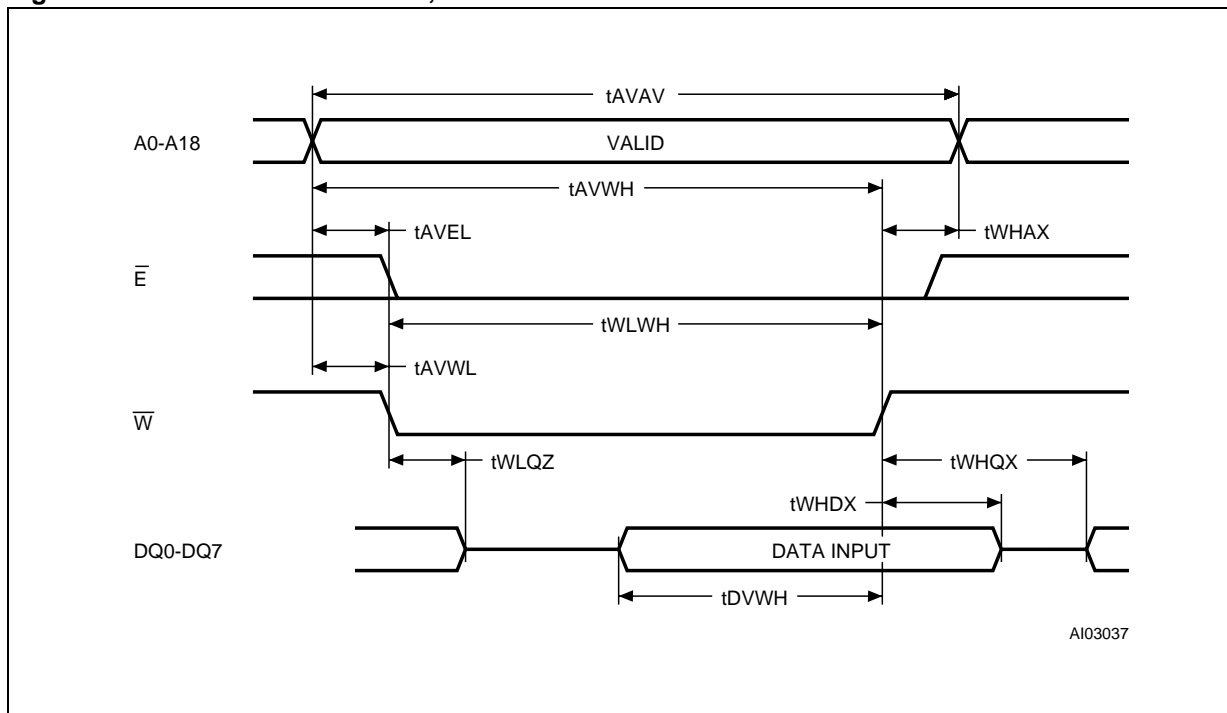 tAVAV
A0-A18 VALID
tAVWH
tAVEL tWHAX
E̅
tWLWH
tAVWL
W̅
tWLQZ tWHQX
tWHDX
DQ0-DQ7 DATA INPUT
tDVWH
AI03037